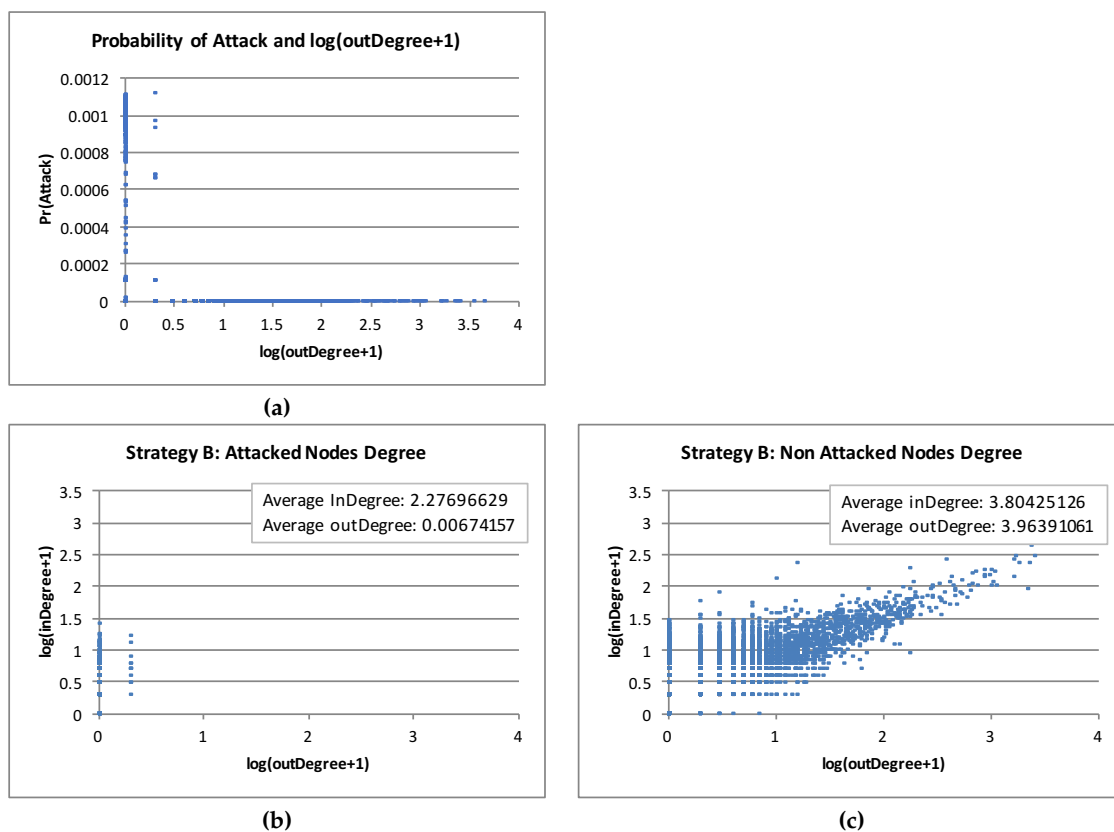 Probability of Attack and log(outDegree+1)
0.0012
0.001
0.0008
0.0006
0.0004
0.0002
0
Pr(Attack)
0 0.5 1 1.5 2 2.5 3 3.5 4
log(outDegree+1)
(a)
Strategy B: Attacked Nodes Degree
Average InDegree: 2.27696629
Average outDegree: 0.00674157
3.5
3
2.5
2
1.5
1
0.5
0
log(inDegree+1)
0 1 2 3 4
log(outDegree+1)
(b)
Strategy B: Non Attacked Nodes Degree
Average inDegree: 3.80425126
Average outDegree: 3.96391061
3.5
3
2.5
2
1.5
1
0.5
0
log(inDegree+1)
0 1 2 3 4
log(outDegree+1)
(c)